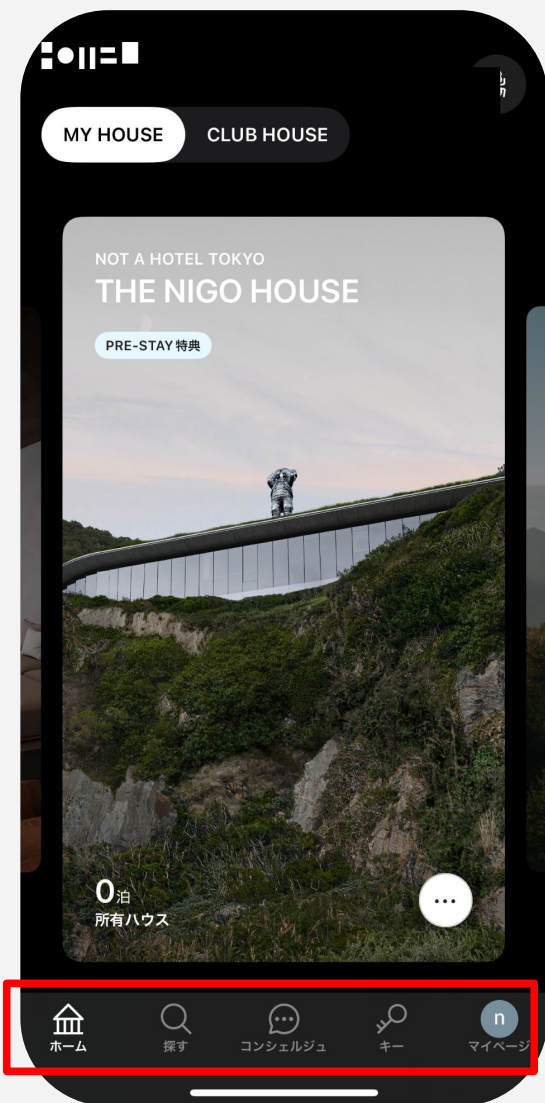 MY HOUSE
CLUB HOUSE
NOT A HOTEL TOKYO
THE NIGO HOUSE
PRE-STAY 特典
0泊
所有ハウス
ホーム
探す
コンシェルジュ
キー
n
マイページ